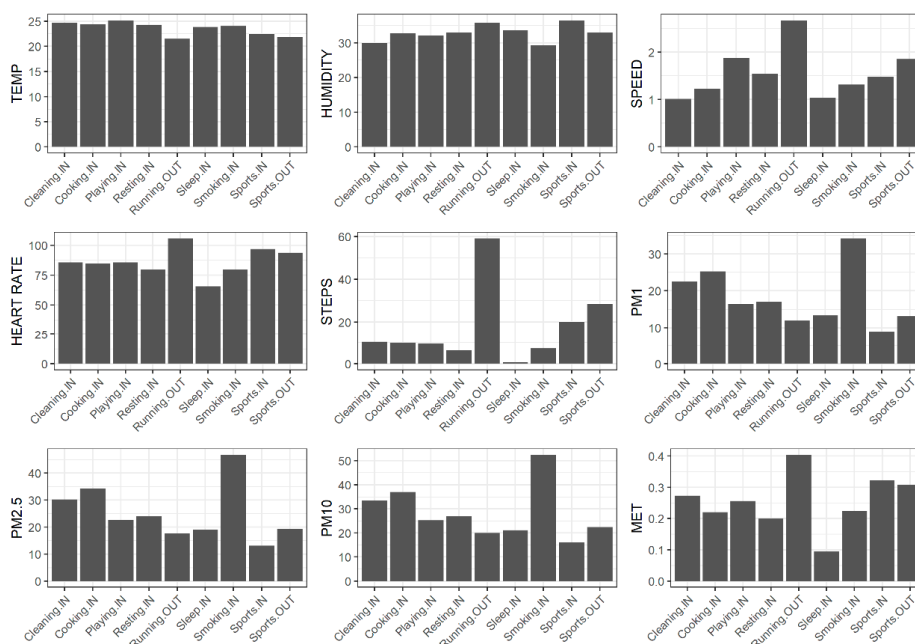 TEMP
25
20
15
10
5
0
Cleaning.IN
Cooking.IN
Playing.IN
Resting.IN
Running.OUT
Sleep.IN
Smoking.IN
Sports.IN
Sports.OUT
HUMIDITY
30
20
10
0
Cleaning.IN
Cooking.IN
Playing.IN
Resting.IN
Running.OUT
Sleep.IN
Smoking.IN
Sports.IN
Sports.OUT
SPEED
2
1
0
Cleaning.IN
Cooking.IN
Playing.IN
Resting.IN
Running.OUT
Sleep.IN
Smoking.IN
Sports.IN
Sports.OUT
HEART RATE
100
75
50
25
0
Cleaning.IN
Cooking.IN
Playing.IN
Resting.IN
Running.OUT
Sleep.IN
Smoking.IN
Sports.IN
Sports.OUT
STEPS
60
40
20
0
Cleaning.IN
Cooking.IN
Playing.IN
Resting.IN
Running.OUT
Sleep.IN
Smoking.IN
Sports.IN
Sports.OUT
PM1
30
20
10
0
Cleaning.IN
Cooking.IN
Playing.IN
Resting.IN
Running.OUT
Sleep.IN
Smoking.IN
Sports.IN
Sports.OUT
PM2.5
40
30
20
10
0
Cleaning.IN
Cooking.IN
Playing.IN
Resting.IN
Running.OUT
Sleep.IN
Smoking.IN
Sports.IN
Sports.OUT
PM10
50
40
30
20
10
0
Cleaning.IN
Cooking.IN
Playing.IN
Resting.IN
Running.OUT
Sleep.IN
Smoking.IN
Sports.IN
Sports.OUT
MET
0.4
0.3
0.2
0.1
0.0
Cleaning.IN
Cooking.IN
Playing.IN
Resting.IN
Running.OUT
Sleep.IN
Smoking.IN
Sports.IN
Sports.OUT